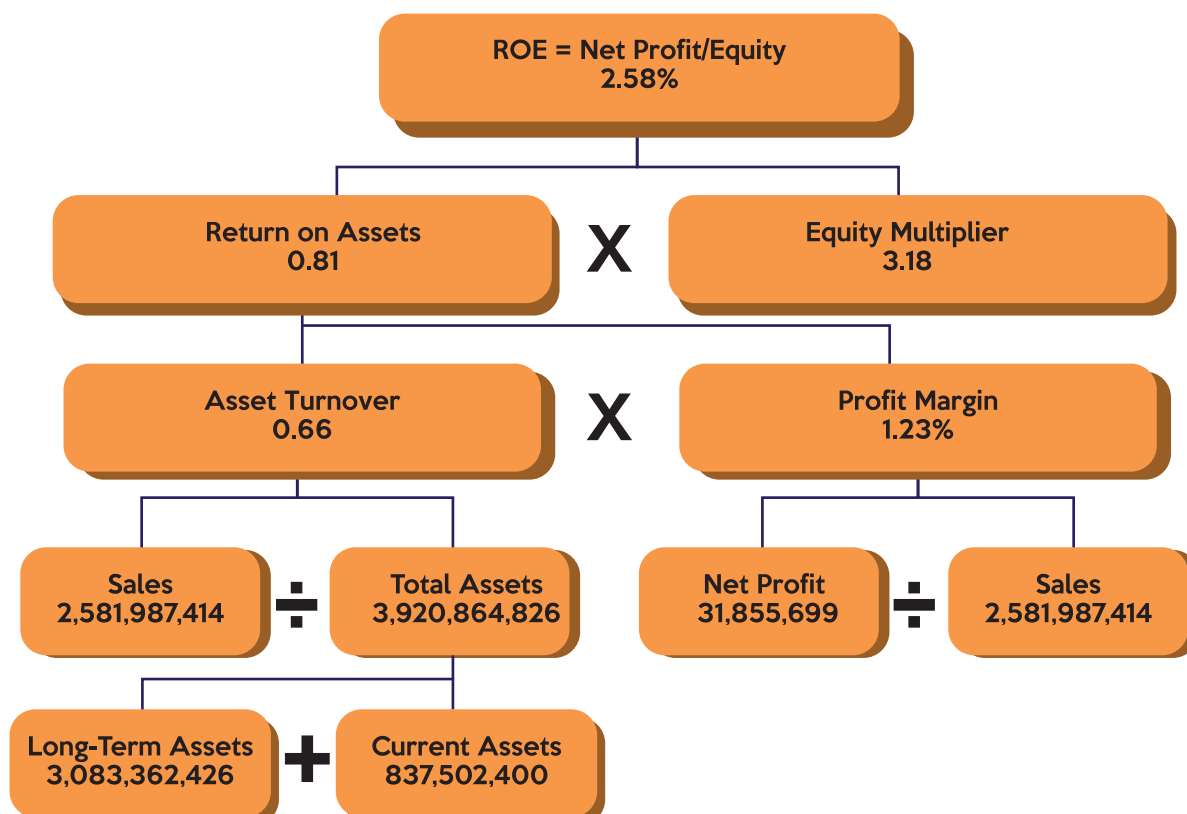 ROE = Net Profit/Equity
2.58%
Return on Assets
0.81
X
Equity Multiplier
3.18
Asset Turnover
0.66
X
Profit Margin
1.23%
Sales
2,581,987,414
÷
Total Assets
3,920,864,826
Net Profit
31,855,699
÷
Sales
2,581,987,414
Long-Term Assets
3,083,362,426
+
Current Assets
837,502,400